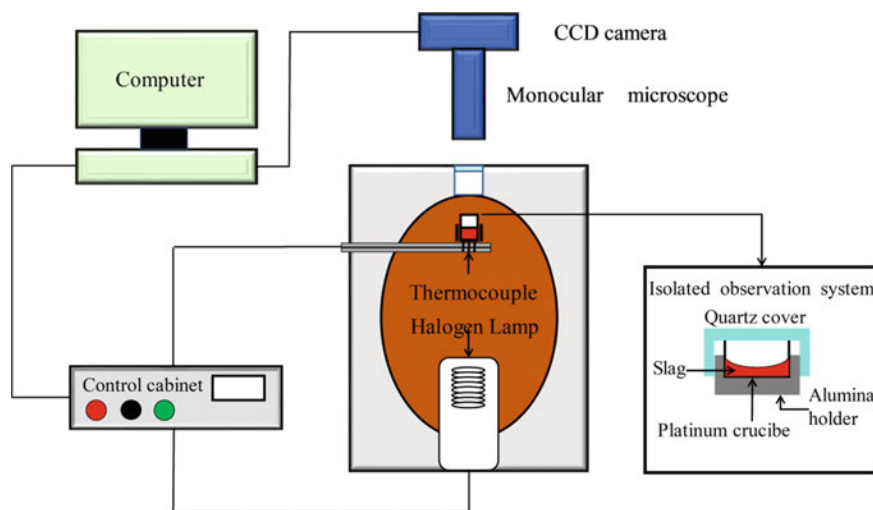 CCD camera
Computer
Monocular microscope
Thermocouple
Halogen Lamp
Isolated observation system
Quartz cover
Slag
Alumina
holder
Platinum crucibe
Control cabinet